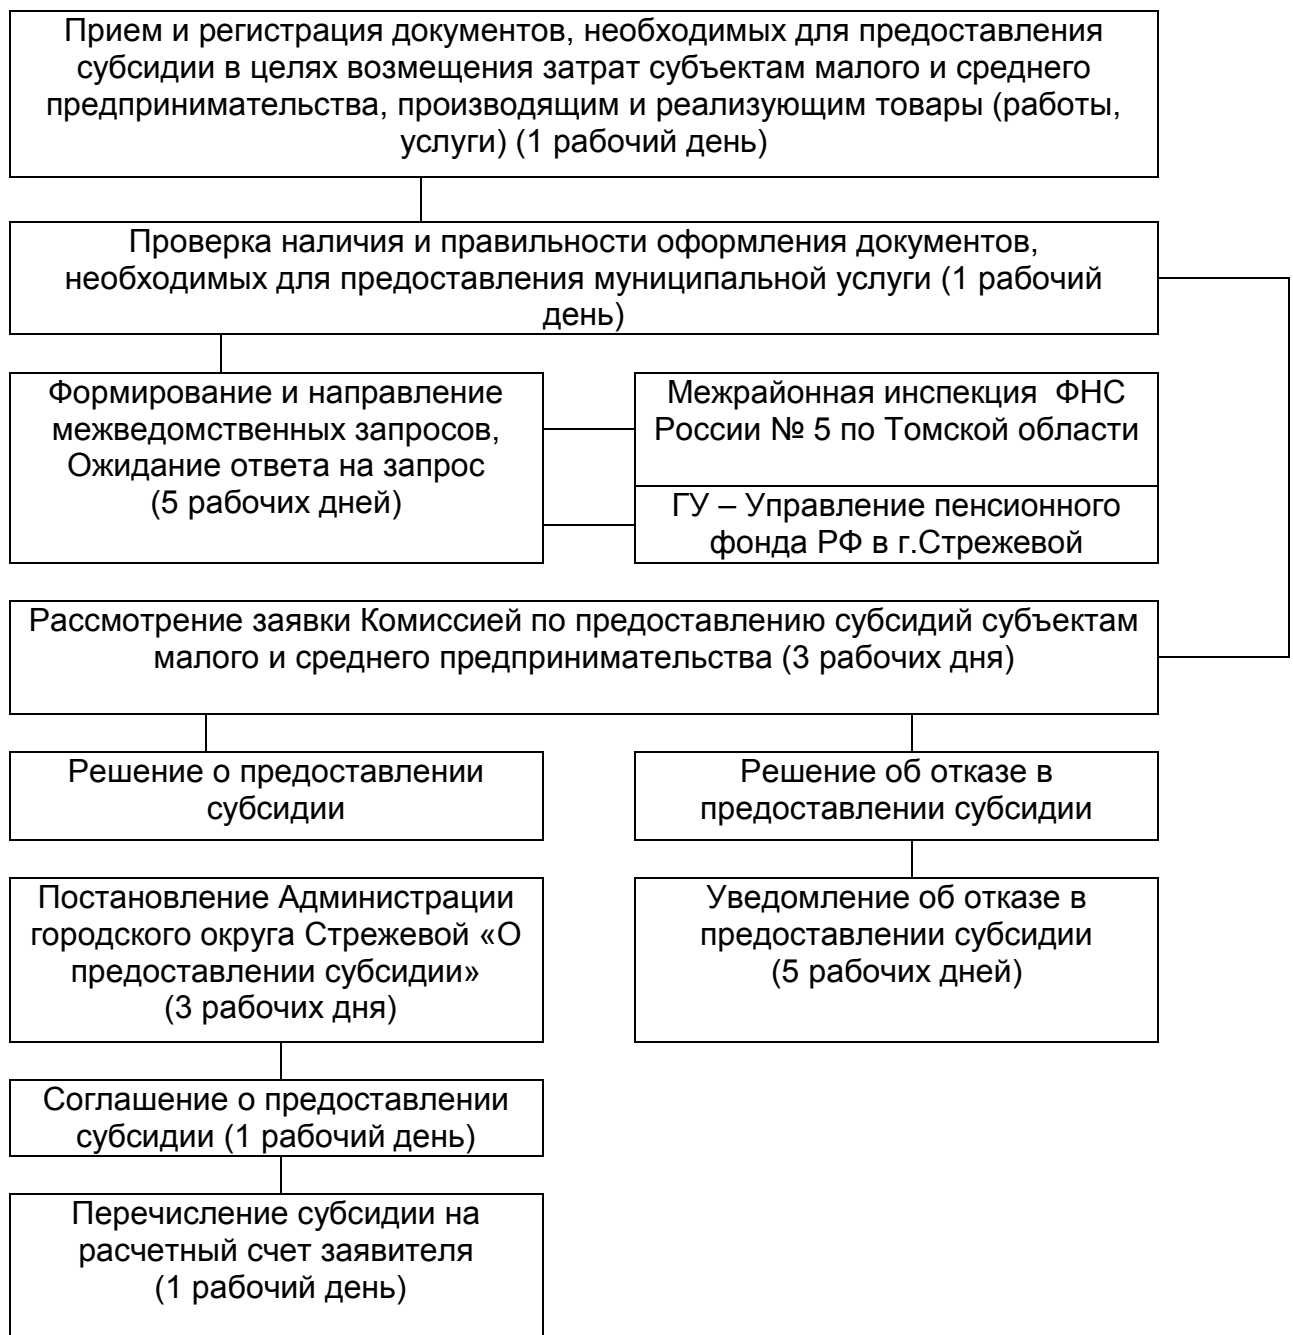 Прием и регистрация документов, необходимых для предоставления
субсидии в целях возмещения затрат субъектам малого и среднего
предпринимательства, производящим и реализующим товары (работы,
услуги) (1 рабочий день)
Проверка наличия и правильности оформления документов,
необходимых для предоставления муниципальной услуги (1 рабочий
день)
Формирование и направление
межведомственных запросов,
Ожидание ответа на запрос
(5 рабочих дней)
Межрайонная инспекция  ФНС
России № 5 по Томской области
ГУ – Управление пенсионного
фонда РФ в г.Стрежевой
Рассмотрение заявки Комиссией по предоставлению субсидий субъектам
малого и среднего предпринимательства (3 рабочих дня)
Решение о предоставлении
субсидии
Решение об отказе в
предоставлении субсидии
Постановление Администрации
городского округа Стрежевой «О
предоставлении субсидии»
(3 рабочих дня)
Уведомление об отказе в
предоставлении субсидии
(5 рабочих дней)
Соглашение о предоставлении
субсидии (1 рабочий день)
Перечисление субсидии на
расчетный счет заявителя
(1 рабочий день)